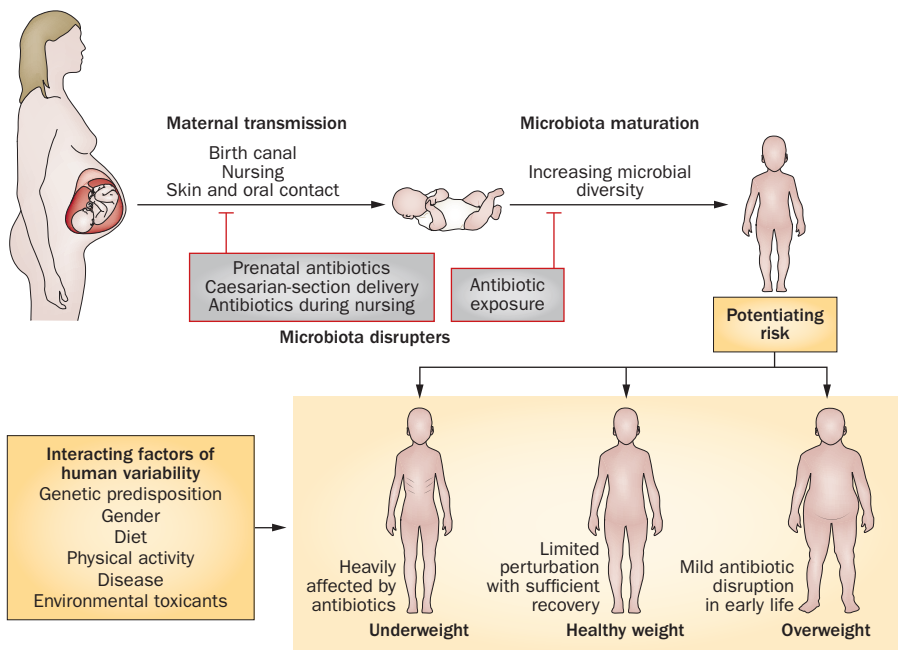 Maternal transmission
Birth canal
Nursing
Skin and oral contact
Microbiota maturation
Increasing microbial
diversity
Prenatal antibiotics
Caesarian-section delivery
Antibiotics during nursing
Antibiotic
exposure
Microbiota disrupters
Potentiating
risk
Interacting factors of
human variability
Genetic predisposition
Gender
Diet
Physical activity
Disease
Environmental toxicants
Heavily
affected by
antibiotics
Underweight
Limited
perturbation
with sufficient
recovery
Healthy weight
Mild antibiotic
disruption
in early life
Overweight